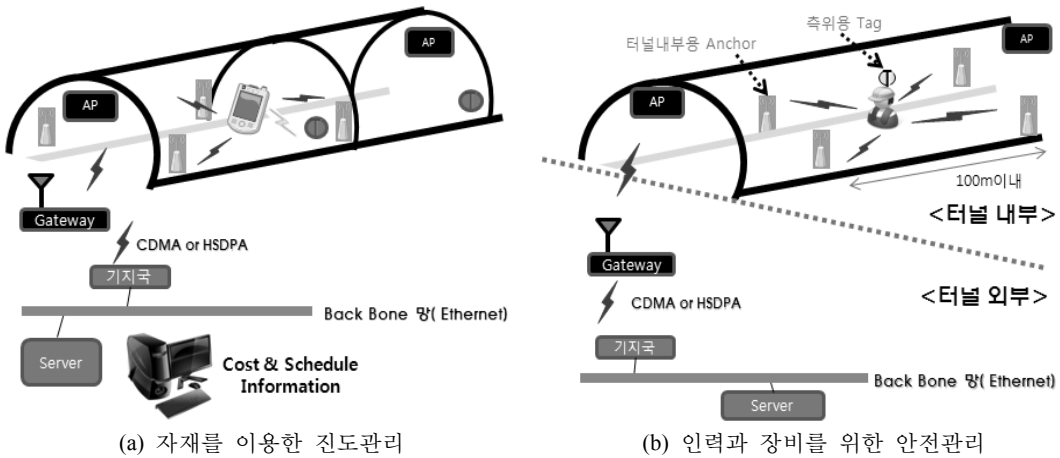 AP
AP
Gateway
CDMA or HSDPA
기지국
Back Bone 망( Ethernet)
Server
Cost & Schedule
Information
(a) 자재를 이용한 진도관리
측위용 Tag
터널내부용 Anchor
AP
AP
100m이내
<터널 내부>
Gateway
<터널 외부>
CDMA or HSDPA
기지국
Back Bone 망( Ethernet)
Server
(b) 인력과 장비를 위한 안전관리